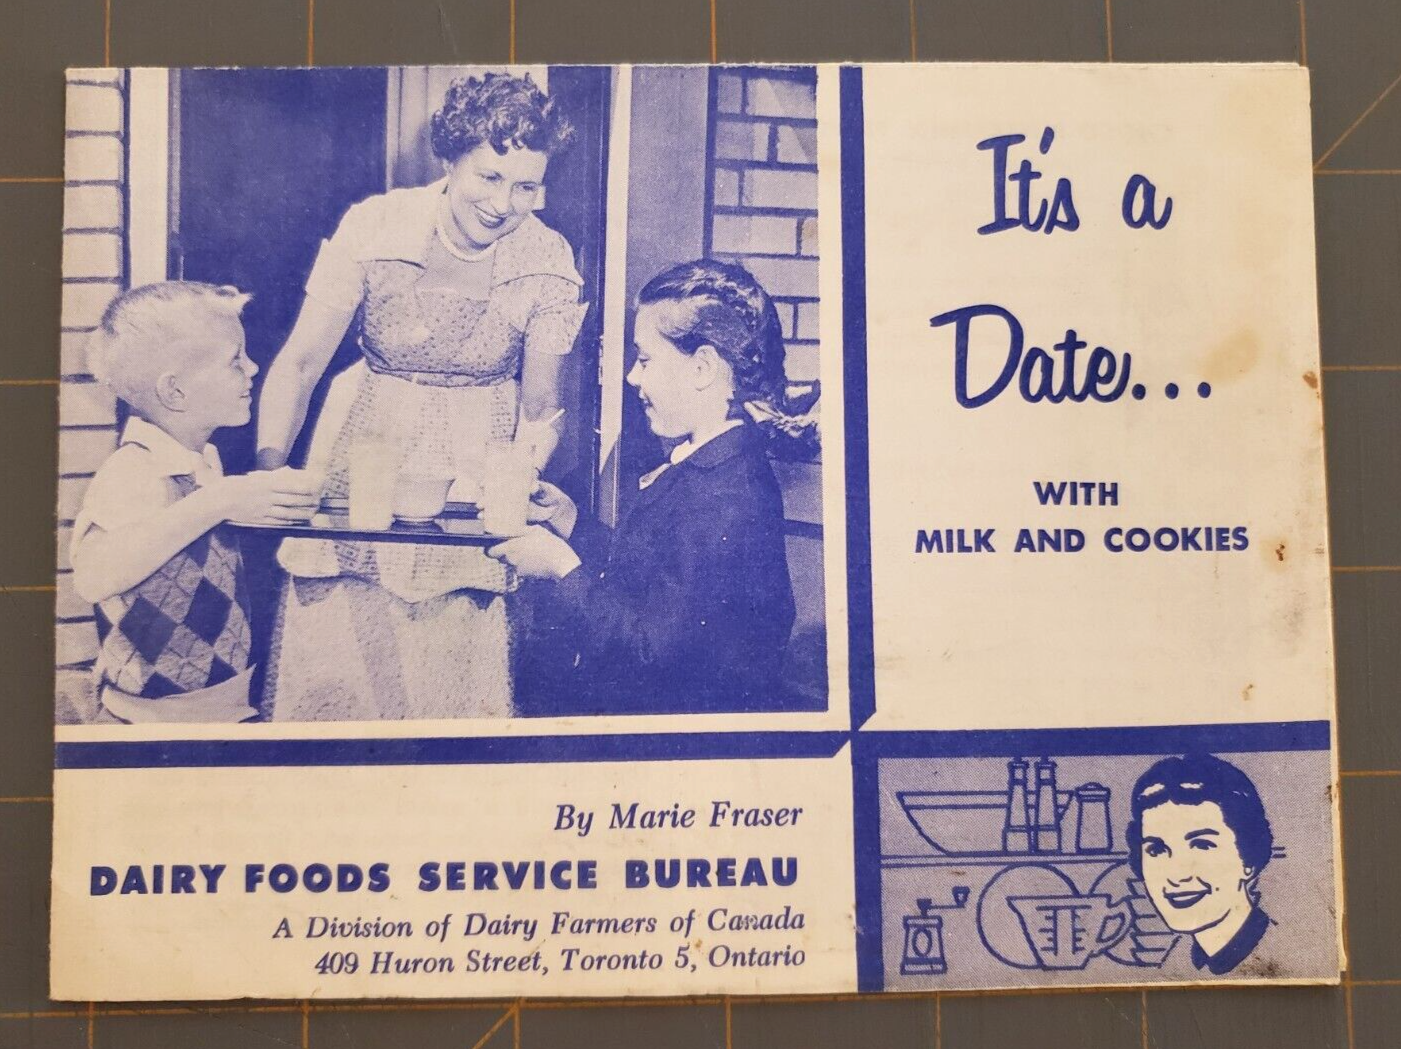 It's a
Date...
WITH
MILK AND COOKIES
By Marie Fraser
DAIRY FOODS SERVICE BUREAU
A Division of Dairy Farmers of Canada
409 Huron Street, Toronto 5, Ontario